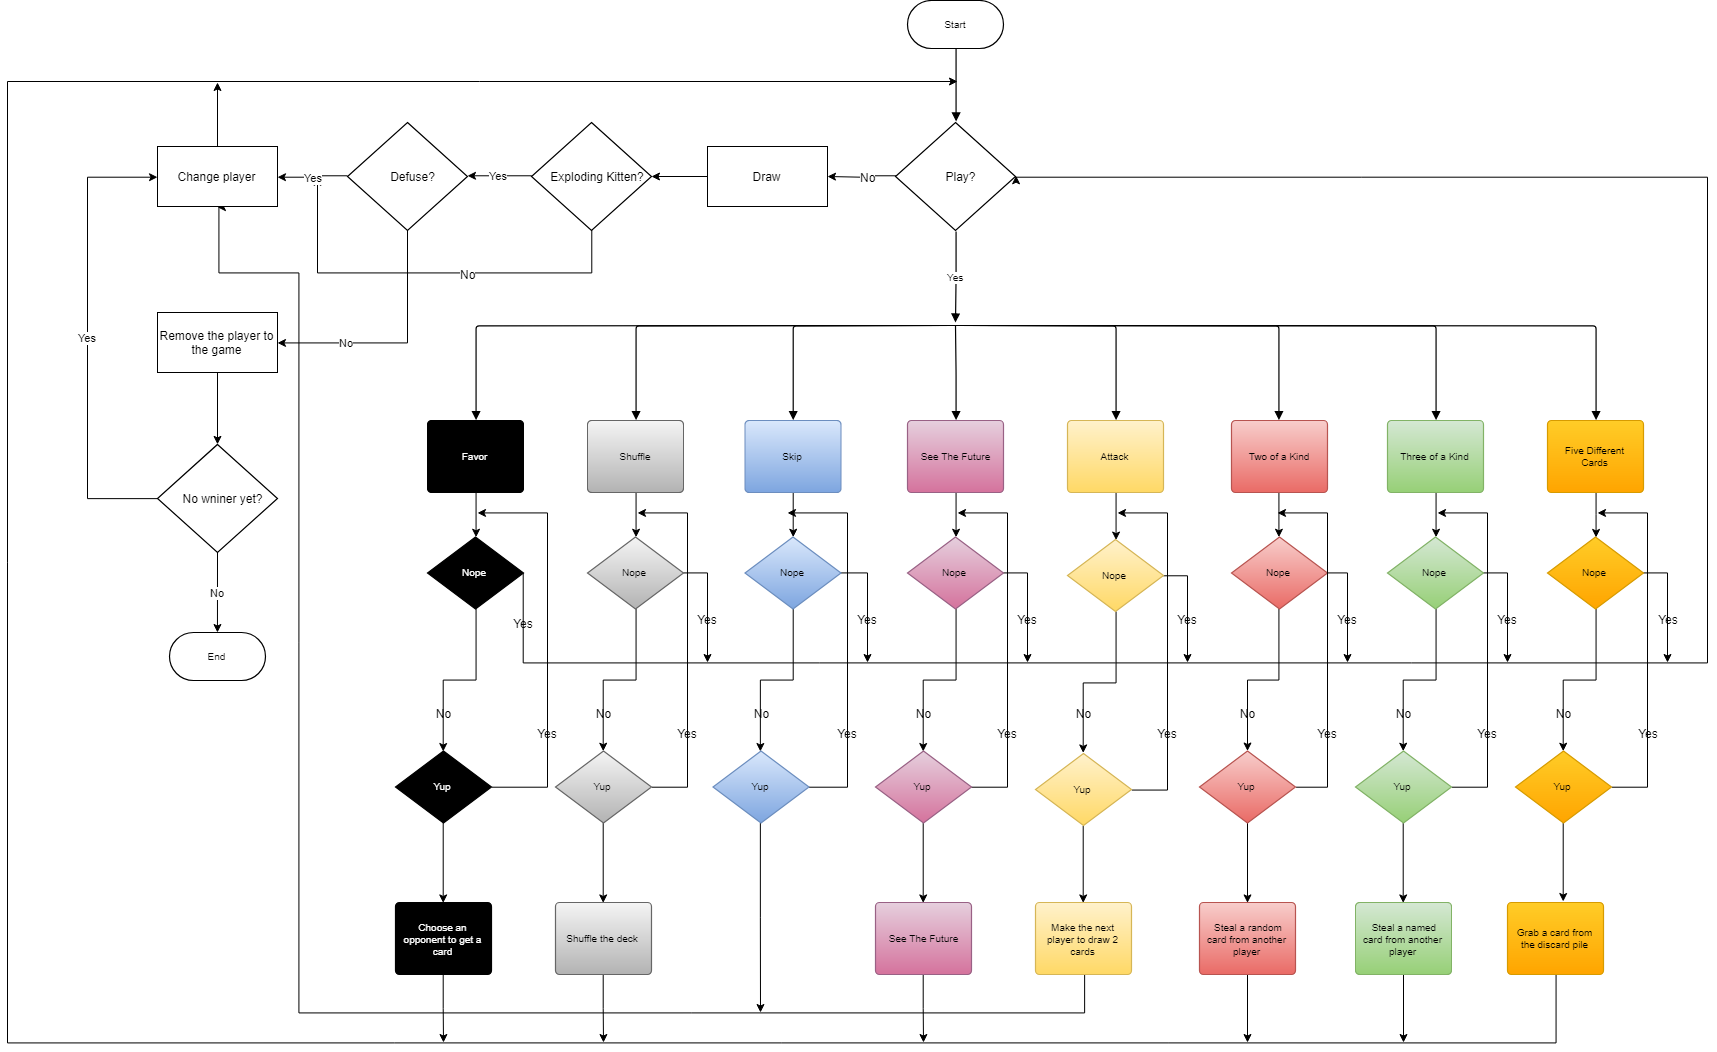 Start
Change player
Yes
Defuse?
Yes
Exploding Kitten?
Draw
No
Play?
No
Yes
Remove the player to
the game
No
Yes
No wniner yet?
No
End
Favor
Shuffle
Skip
See The Future
Attack
Two of a Kind
Three of a Kind
Five Different
Cards
Nope
Nope
Nope
Nope
Nope
Nope
Nope
Nope
Yes
Yes
Yes
Yes
Yes
Yes
Yes
Yes
No
No
No
No
No
No
No
No
Yes
Yes
Yes
Yes
Yes
Yes
Yes
Yes
Yup
Yup
Yup
Yup
Yup
Yup
Yup
Yup
Choose an
opponent to get a
card
Shuffle the deck
See The Future
Make the next
player to draw 2
cards
Steal a random
card from another
player
Steal a named
card from another
player
Grab a card from
the discard pile